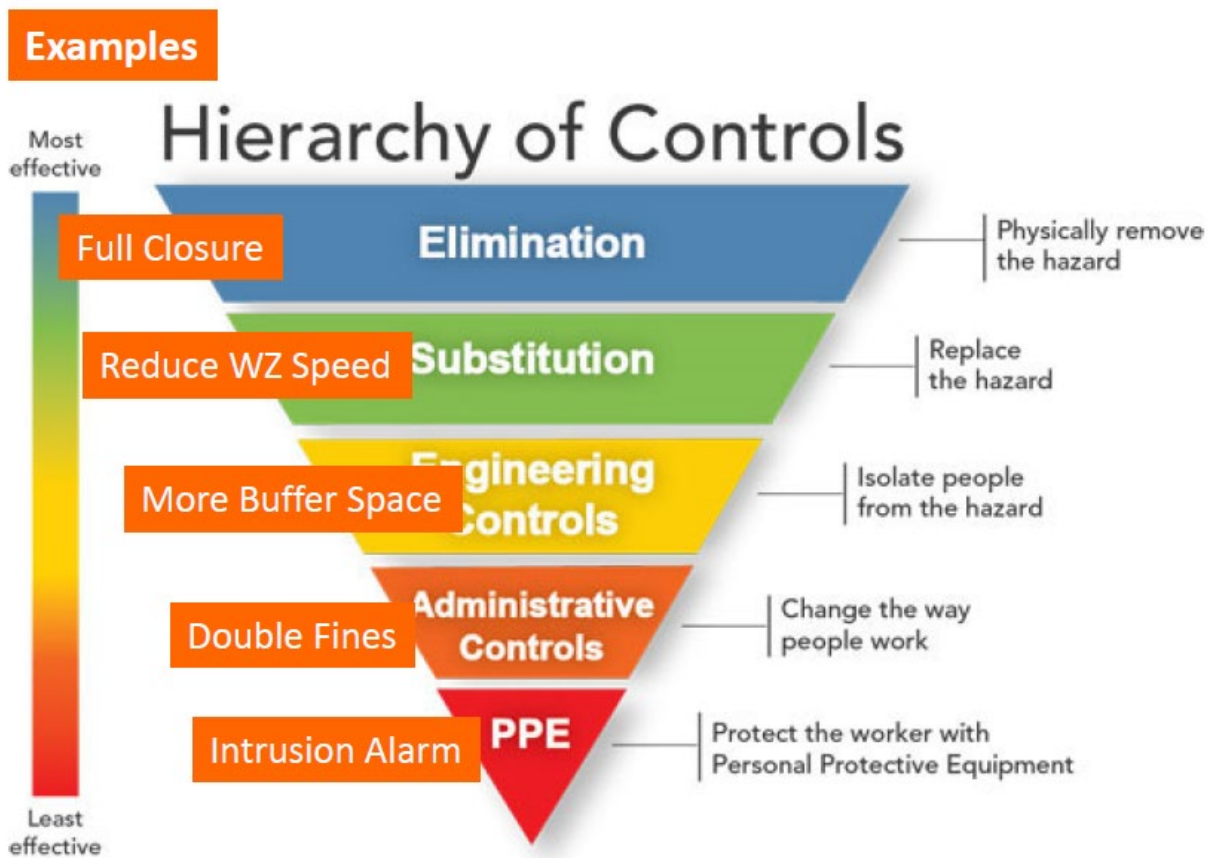 Examples
Hierarchy of Controls
Most
effective
Full Closure
Elimination
Physically remove
the hazard
Reduce WZ Speed
Substitution
Replace
the hazard
More Buffer Space
Engineering
Controls
Isolate people
from the hazard
Double Fines
Administrative
Controls
Change the way
people work
Intrusion Alarm
PPE
Protect the worker with
Personal Protective Equipment
Least
effective